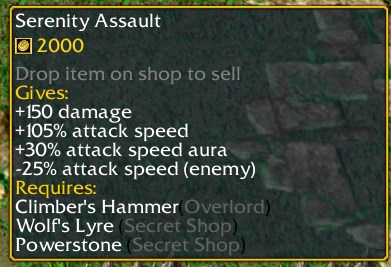 Serenity Assault
2000
Drop item on shop to sell
Gives:
+150 damage
+105% attack speed
+30% attack speed aura
-25% attack speed (enemy)
Requires:
Climber's Hammer(Overlord)
Wolf's Lyre (Secret Shop)
Powerstone (Secret Shop)